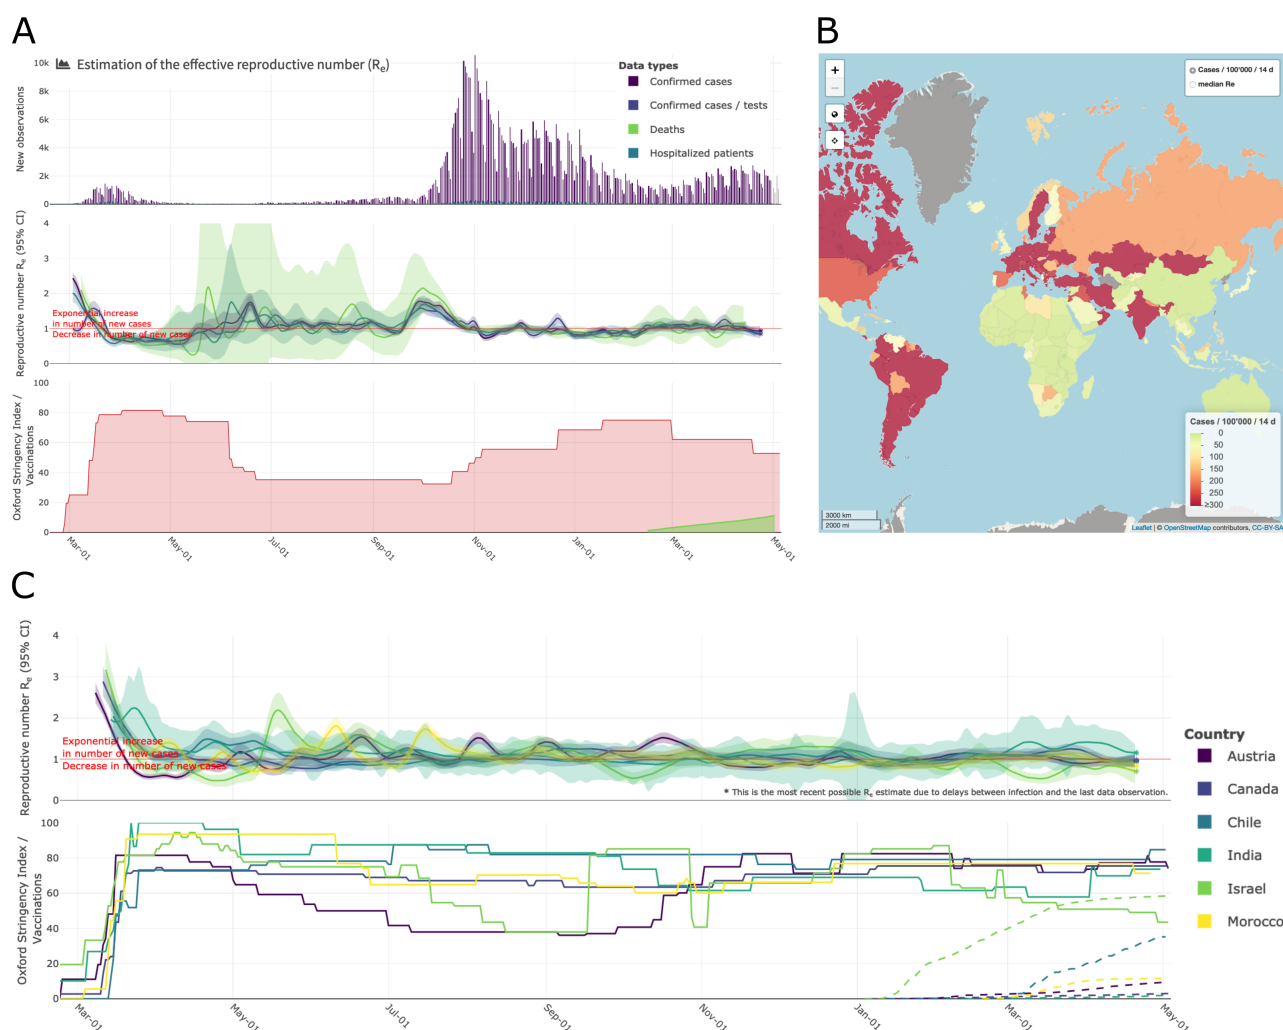 A
B
Estimation of the effective reproductive number (Re)
Data types
Confirmed cases
Confirmed cases / tests
Deaths
Hospitalized patients
New observations
10k
8k
6k
4k
2k
0
Reproductive number Re (95% CI)
4
3
2
1
0
Exponential increase
in number of new cases
Decrease in number of new cases
Oxford Stringency Index /
Vaccinations
100
80
60
40
20
0
Mar-01
May-01
Jul-01
Sep-01
Nov-01
Jan-01
Mar-01
May-01
+
−
Cases / 100'000 / 14 d
median Re
Cases / 100'000 / 14 d
0
50
100
150
200
250
≥300
3000 km
2000 mi
Leaflet | © OpenStreetMap contributors, CC-BY-SA
C
Reproductive number Re (95% CI)
4
3
2
1
0
Exponential increase
in number of new cases
Decrease in number of new cases
* This is the most recent possible Re estimate due to delays between infection and the last data observation.
Oxford Stringency Index /
Vaccinations
100
80
60
40
20
0
Mar-01
May-01
Jul-01
Sep-01
Nov-01
Jan-01
Mar-01
May-01
Country
Austria
Canada
Chile
India
Israel
Morocco